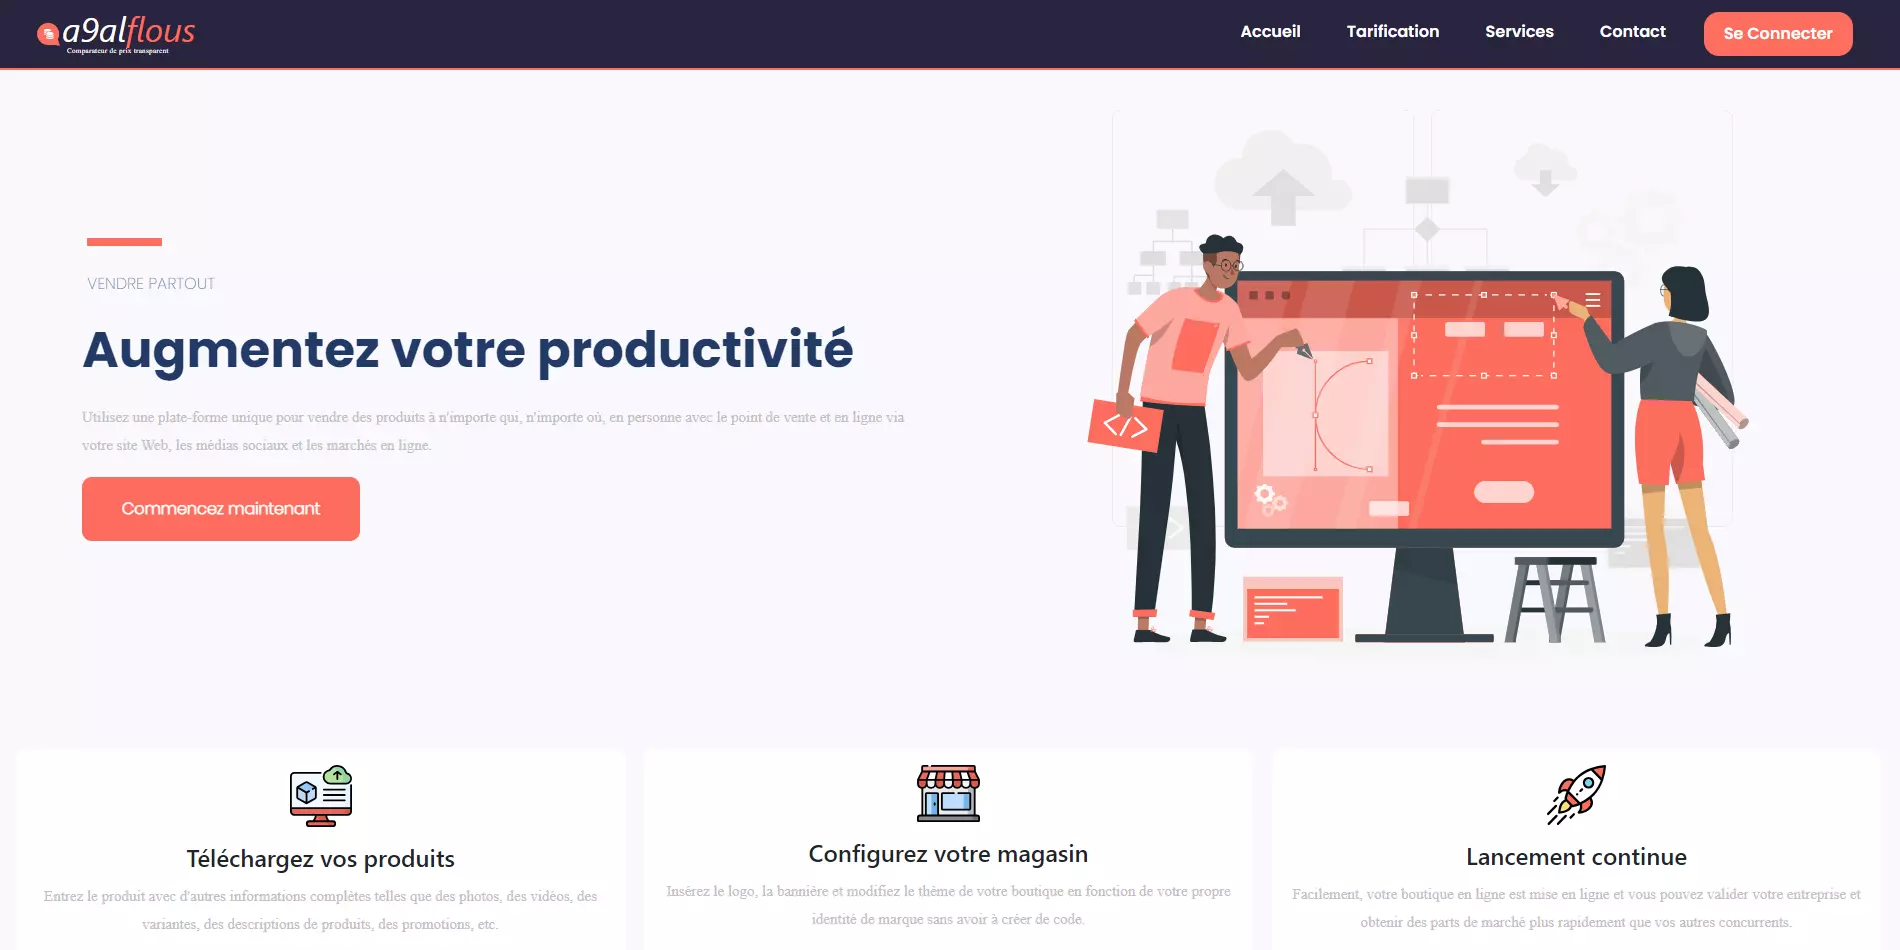 a9alflous
Comparateur de prix transparent
Accueil
Tarification
Services
Contact
Se Connecter
VENDRE PARTOUT
Augmentez votre productivité
Utilisez une plate-forme unique pour vendre des produits à n'importe qui, n'importe où, en personne avec le point de vente et en ligne via
votre site Web, les médias sociaux et les marchés en ligne.
Commencez maintenant
</>
Téléchargez vos produits
Entrez le produit avec d'autres informations complètes telles que des photos, des vidéos, des
variantes, des descriptions de produits, des promotions, etc.
Configurez votre magasin
Insérez le logo, la bannière et modifiez le thème de votre boutique en fonction de votre propre
identité de marque sans avoir à créer de code.
Lancement continue
Facilement, votre boutique en ligne est mise en ligne et vous pouvez valider votre entreprise et
obtenir des parts de marché plus rapidement que vos autres concurrents.